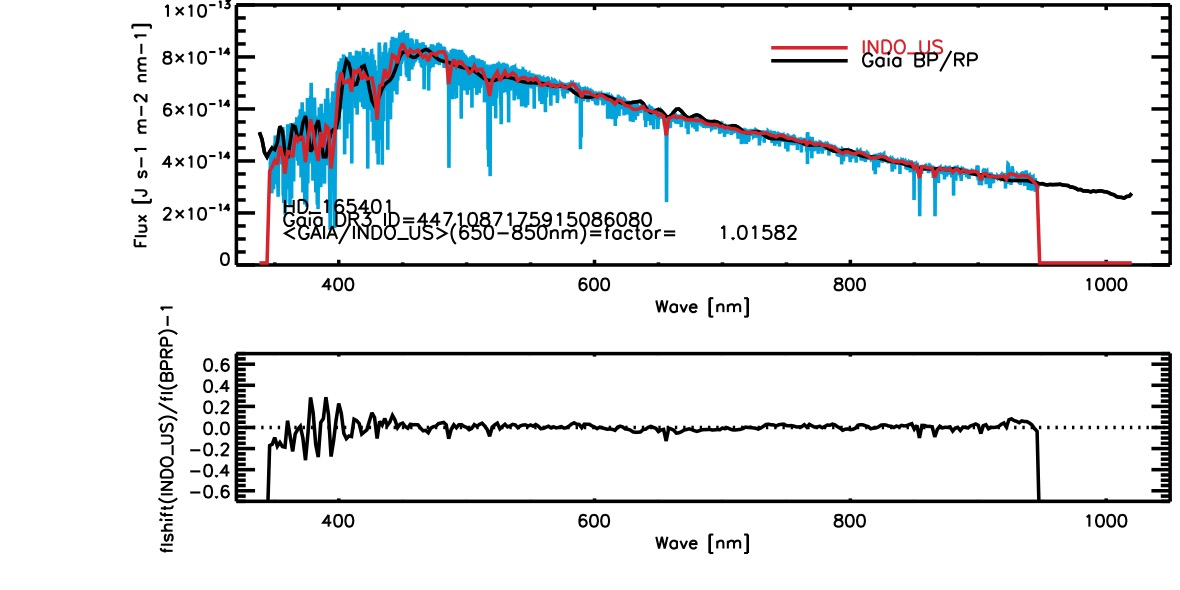 1×10−13
8×10−14
6×10−14
4×10−14
2×10−14
0
Flux [J s−1 m−2 nm−1]
INDO_US
Gaia BP/RP
HD_165401
Gaia DR3 ID=4471087175915086080
<GAIA/INDO_US>(650−850nm)=factor= 1.01582
400 600 800 1000
Wave [nm]
flshift(INDO_US)/fl(BPRP)−1
0.6
0.4
0.2
0.0
−0.2
−0.4
−0.6
400 600 800 1000
Wave [nm]